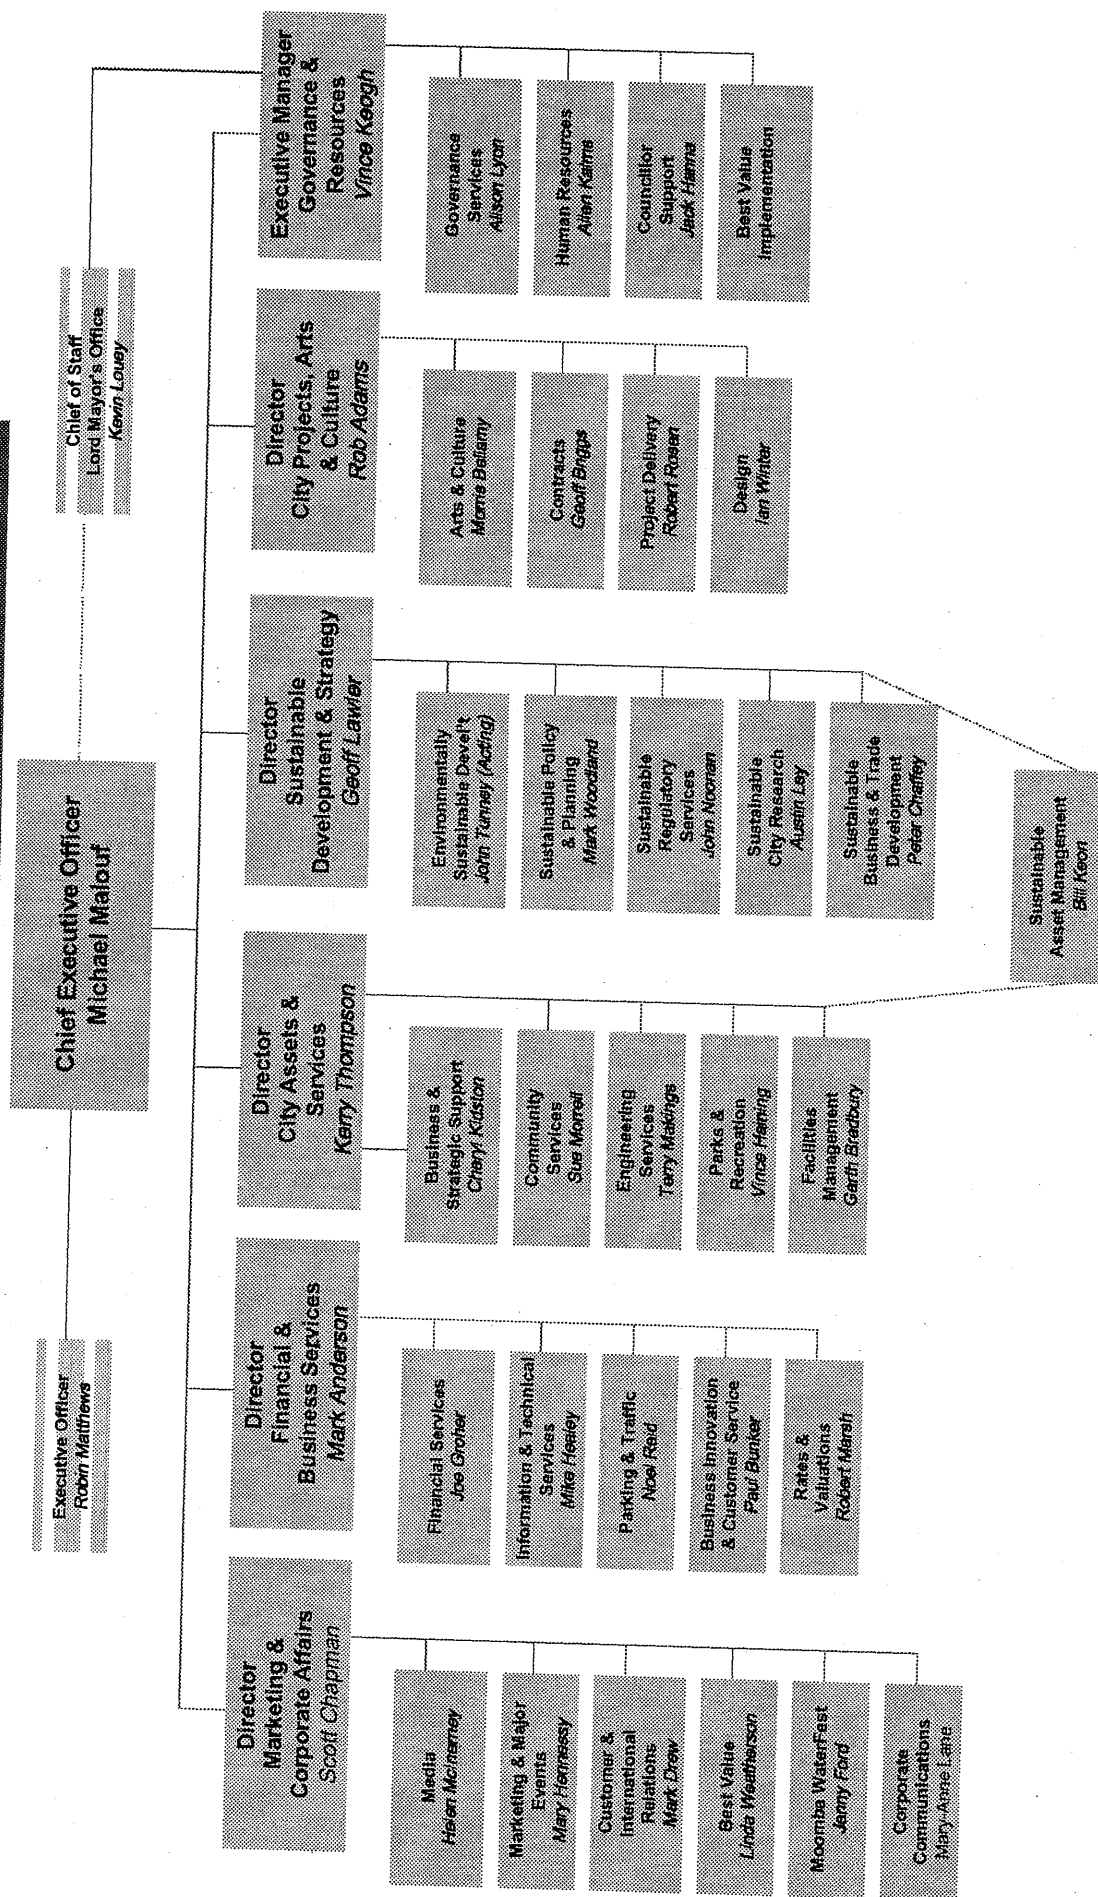 Chief Executive Officer
Michael Malouf
Executive Officer
Robin Matthews
Chief of Staff
Lord Mayor's Office
Kevin Louey
Director
Marketing &
Corporate Affairs
Scott Chapman
Media
Helen McInerney
Marketing & Major
Events
Mary Hennessy
Customer &
International
Relations
Mark Drew
Best Value
Linda Weatherson
Moomba WaterFest
Jenny Ford
Corporate
Communications
Mary-Anne Lane
Director
Financial &
Business Services
Mark Anderson
Financial Services
Joe Groher
Information & Technical
Services
Mike Healey
Parking & Traffic
Noel Reid
Business Innovation
& Customer Service
Paul Bunker
Rates &
Valuations
Robert Marsh
Director
City Assets &
Services
Kerry Thompson
Business &
Strategic Support
Cheryl Kidston
Community
Services
Sue Morrell
Engineering
Services
Terry Makings
Parks &
Recreation
Vince Haining
Facilities
Management
Garth Bradbury
Director
Sustainable
Development & Strategy
Geoff Lawler
Environmentally
Sustainable Develt
John Tunney (Acting)
Sustainable Policy
& Planning
Mark Woodland
Sustainable
Regulatory
Services
John Noonan
Sustainable
City Research
Austin Ley
Sustainable
Business & Trade
Development
Peter Chaffey
Sustainable
Asset Management
Bill Keon
Director
City Projects, Arts
& Culture
Rob Adams
Arts & Culture
Morris Bellamy
Contracts
Geoff Briggs
Project Delivery
Robert Rosen
Design
Ian Winter
Executive Manager
Governance &
Resources
Vince Keogh
Governance
Services
Alison Lyon
Human Resources
Allen Kairns
Councillor
Support
Jack Hanna
Best Value
Implementation